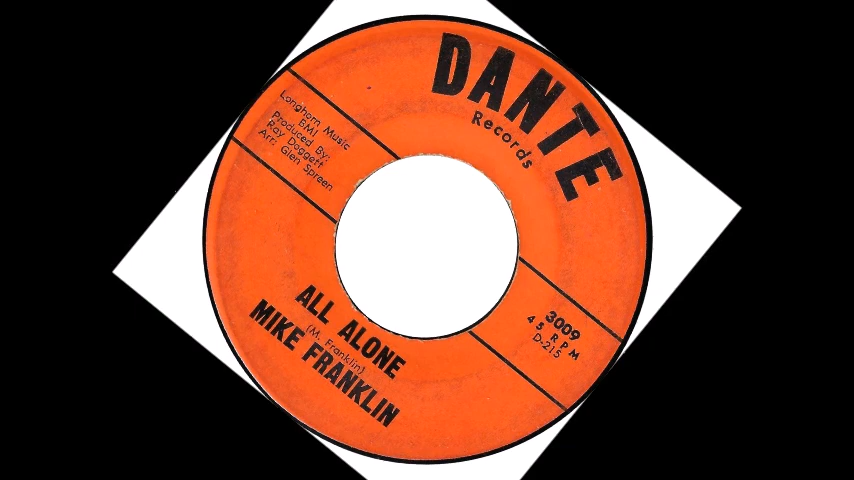 DANTE
Records
Longhorn Music
BMI
Produced By:
Ray Doggett
Arr: Glen Spreen
3009
45 RPM
D-215
ALL ALONE
(M. Franklin)
MIKE FRANKLIN